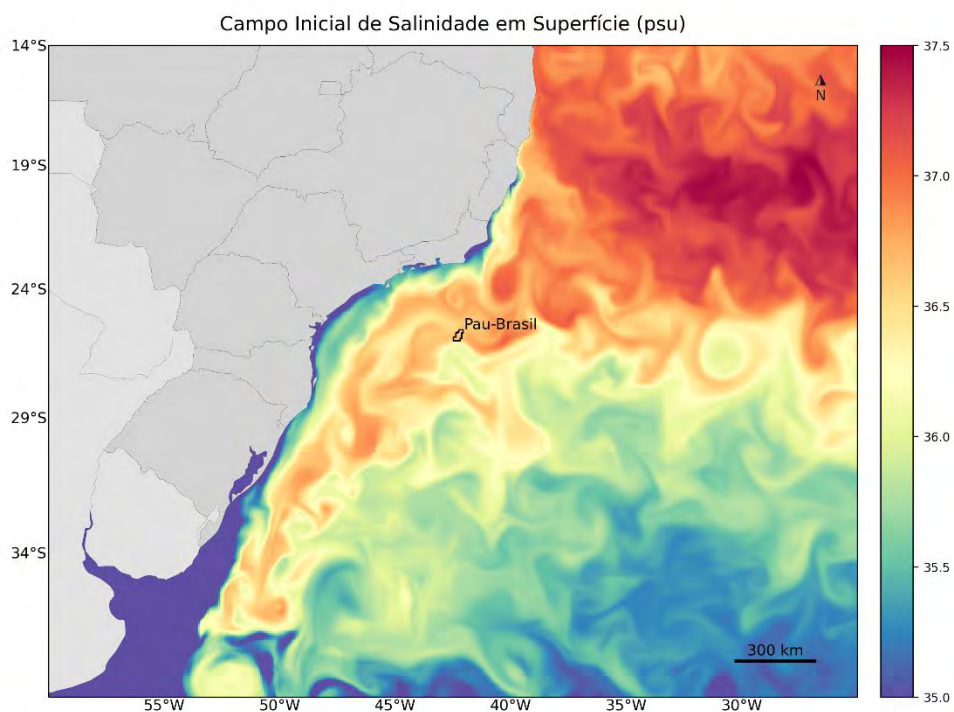 Campo Inicial de Salinidade em Superfície (psu)
14°S
19°S
24°S
29°S
34°S
N
Pau-Brasil
300 km
55°W
50°W
45°W
40°W
35°W
30°W
37.5
37.0
36.5
36.0
35.5
35.0